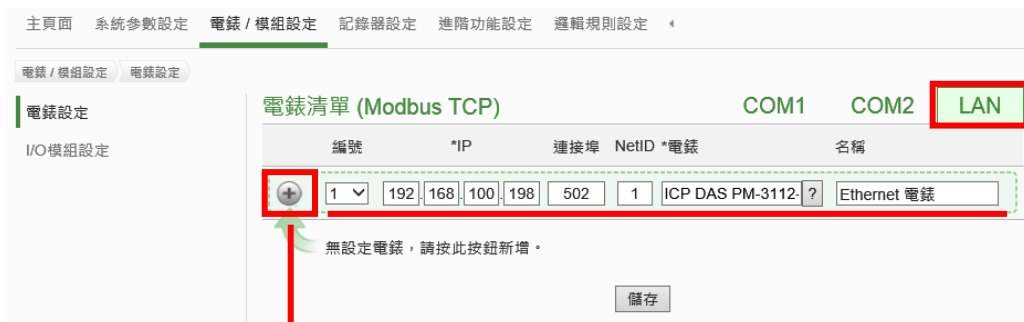 主頁面 系統參數設定 電錶 / 模組設定 記錄器設定 進階功能設定 邏輯規則設定
電錶 / 模組設定 電錶設定
電錶設定
I/O模組設定
電錶清單 (Modbus TCP) COM1 COM2 LAN
編號 *IP 連接埠 NetID *電錶 名稱
1 192 . 168 . 100 . 198 502 1 ICP DAS PM-3112- ? Ethernet 電錶
無設定電錶，請按此按鈕新增。
儲存